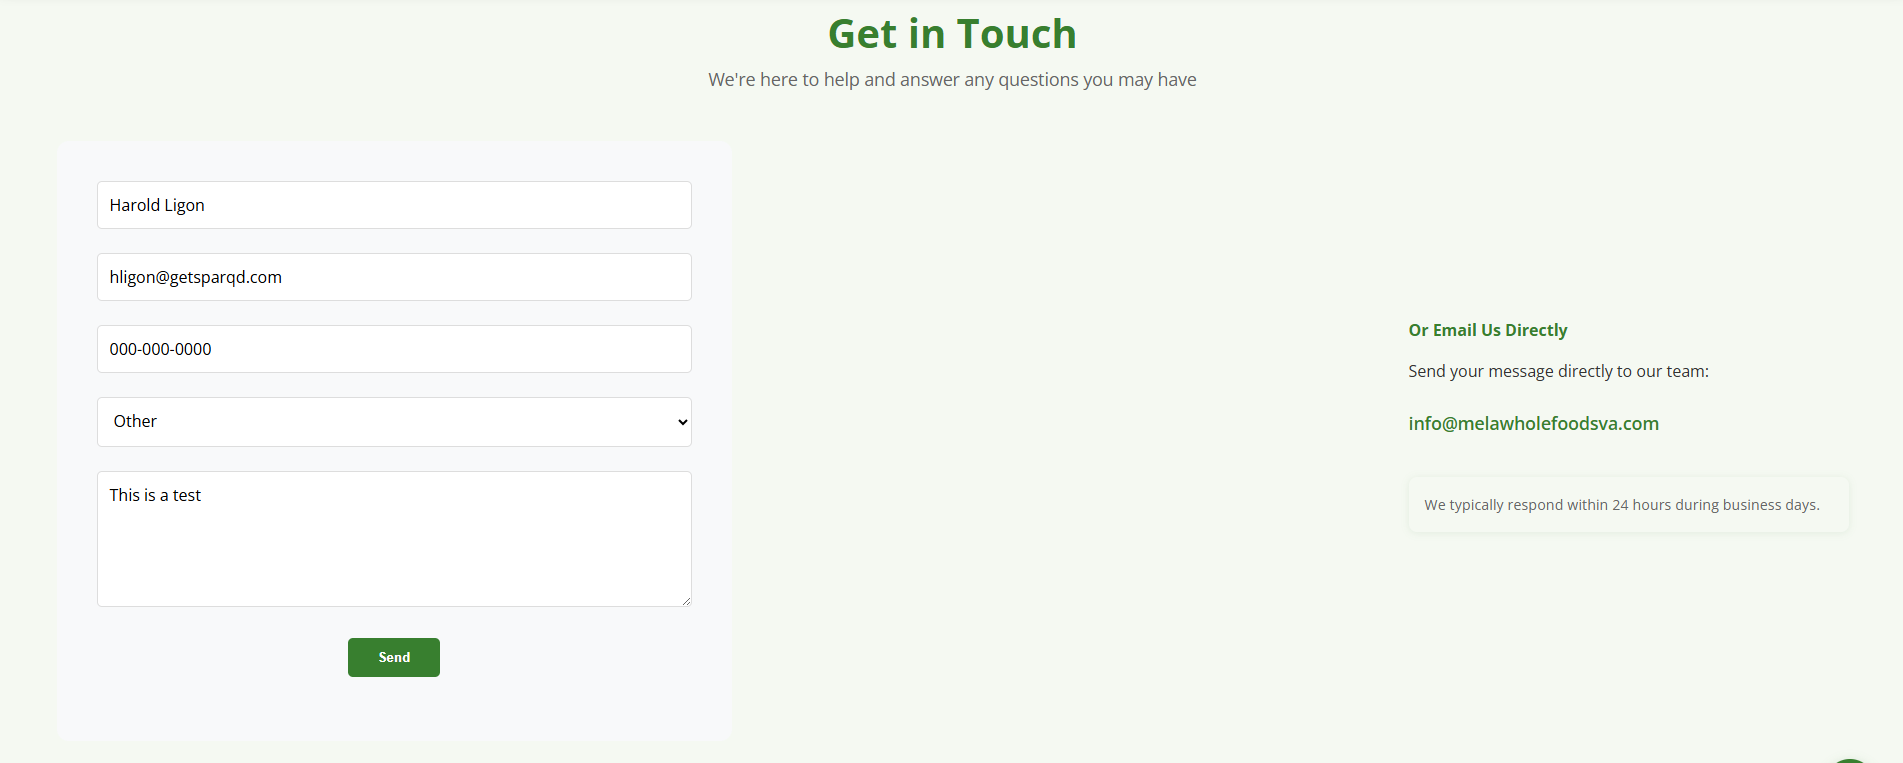 Get in Touch
We're here to help and answer any questions you may have
Harold Ligon
hligon@getsparqd.com
000-000-0000
Other
This is a test
Send
Or Email Us Directly
Send your message directly to our team:
info@melawholefoodsva.com
We typically respond within 24 hours during business days.